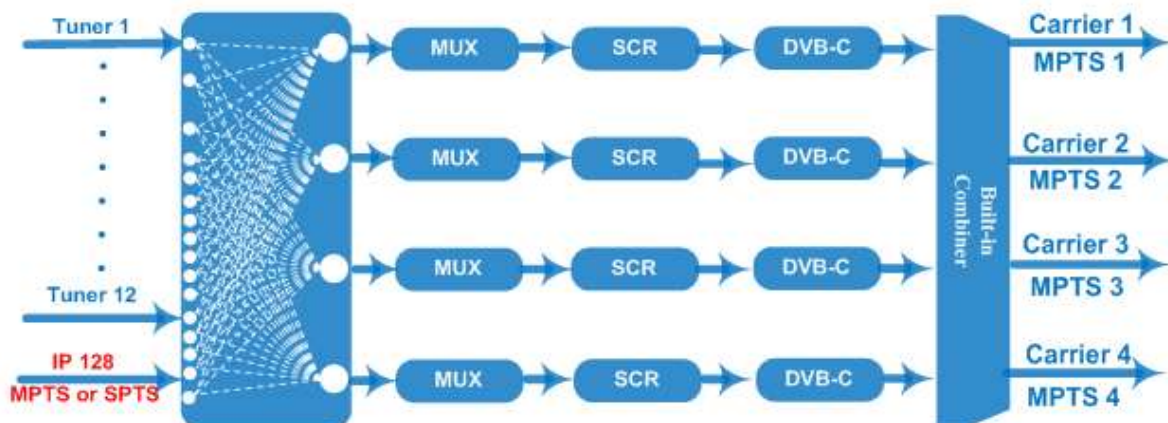 Tuner 1
MUX
SCR
DVB-C
Carrier 1
MPTS 1
MUX
SCR
DVB-C
Carrier 2
MPTS 2
Built-in
Combiner
Tuner 12
MUX
SCR
DVB-C
Carrier 3
MPTS 3
IP 128
MPTS or SPTS
MUX
SCR
DVB-C
Carrier 4
MPTS 4